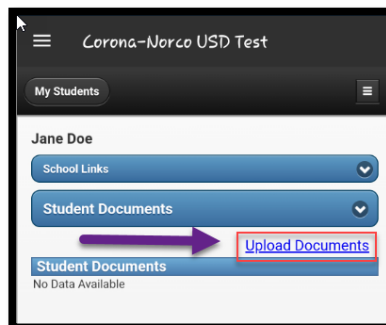 Corona-Norco USD Test
My Students
Jane Doe
School Links
Student Documents
Upload Documents
Student Documents
No Data Available